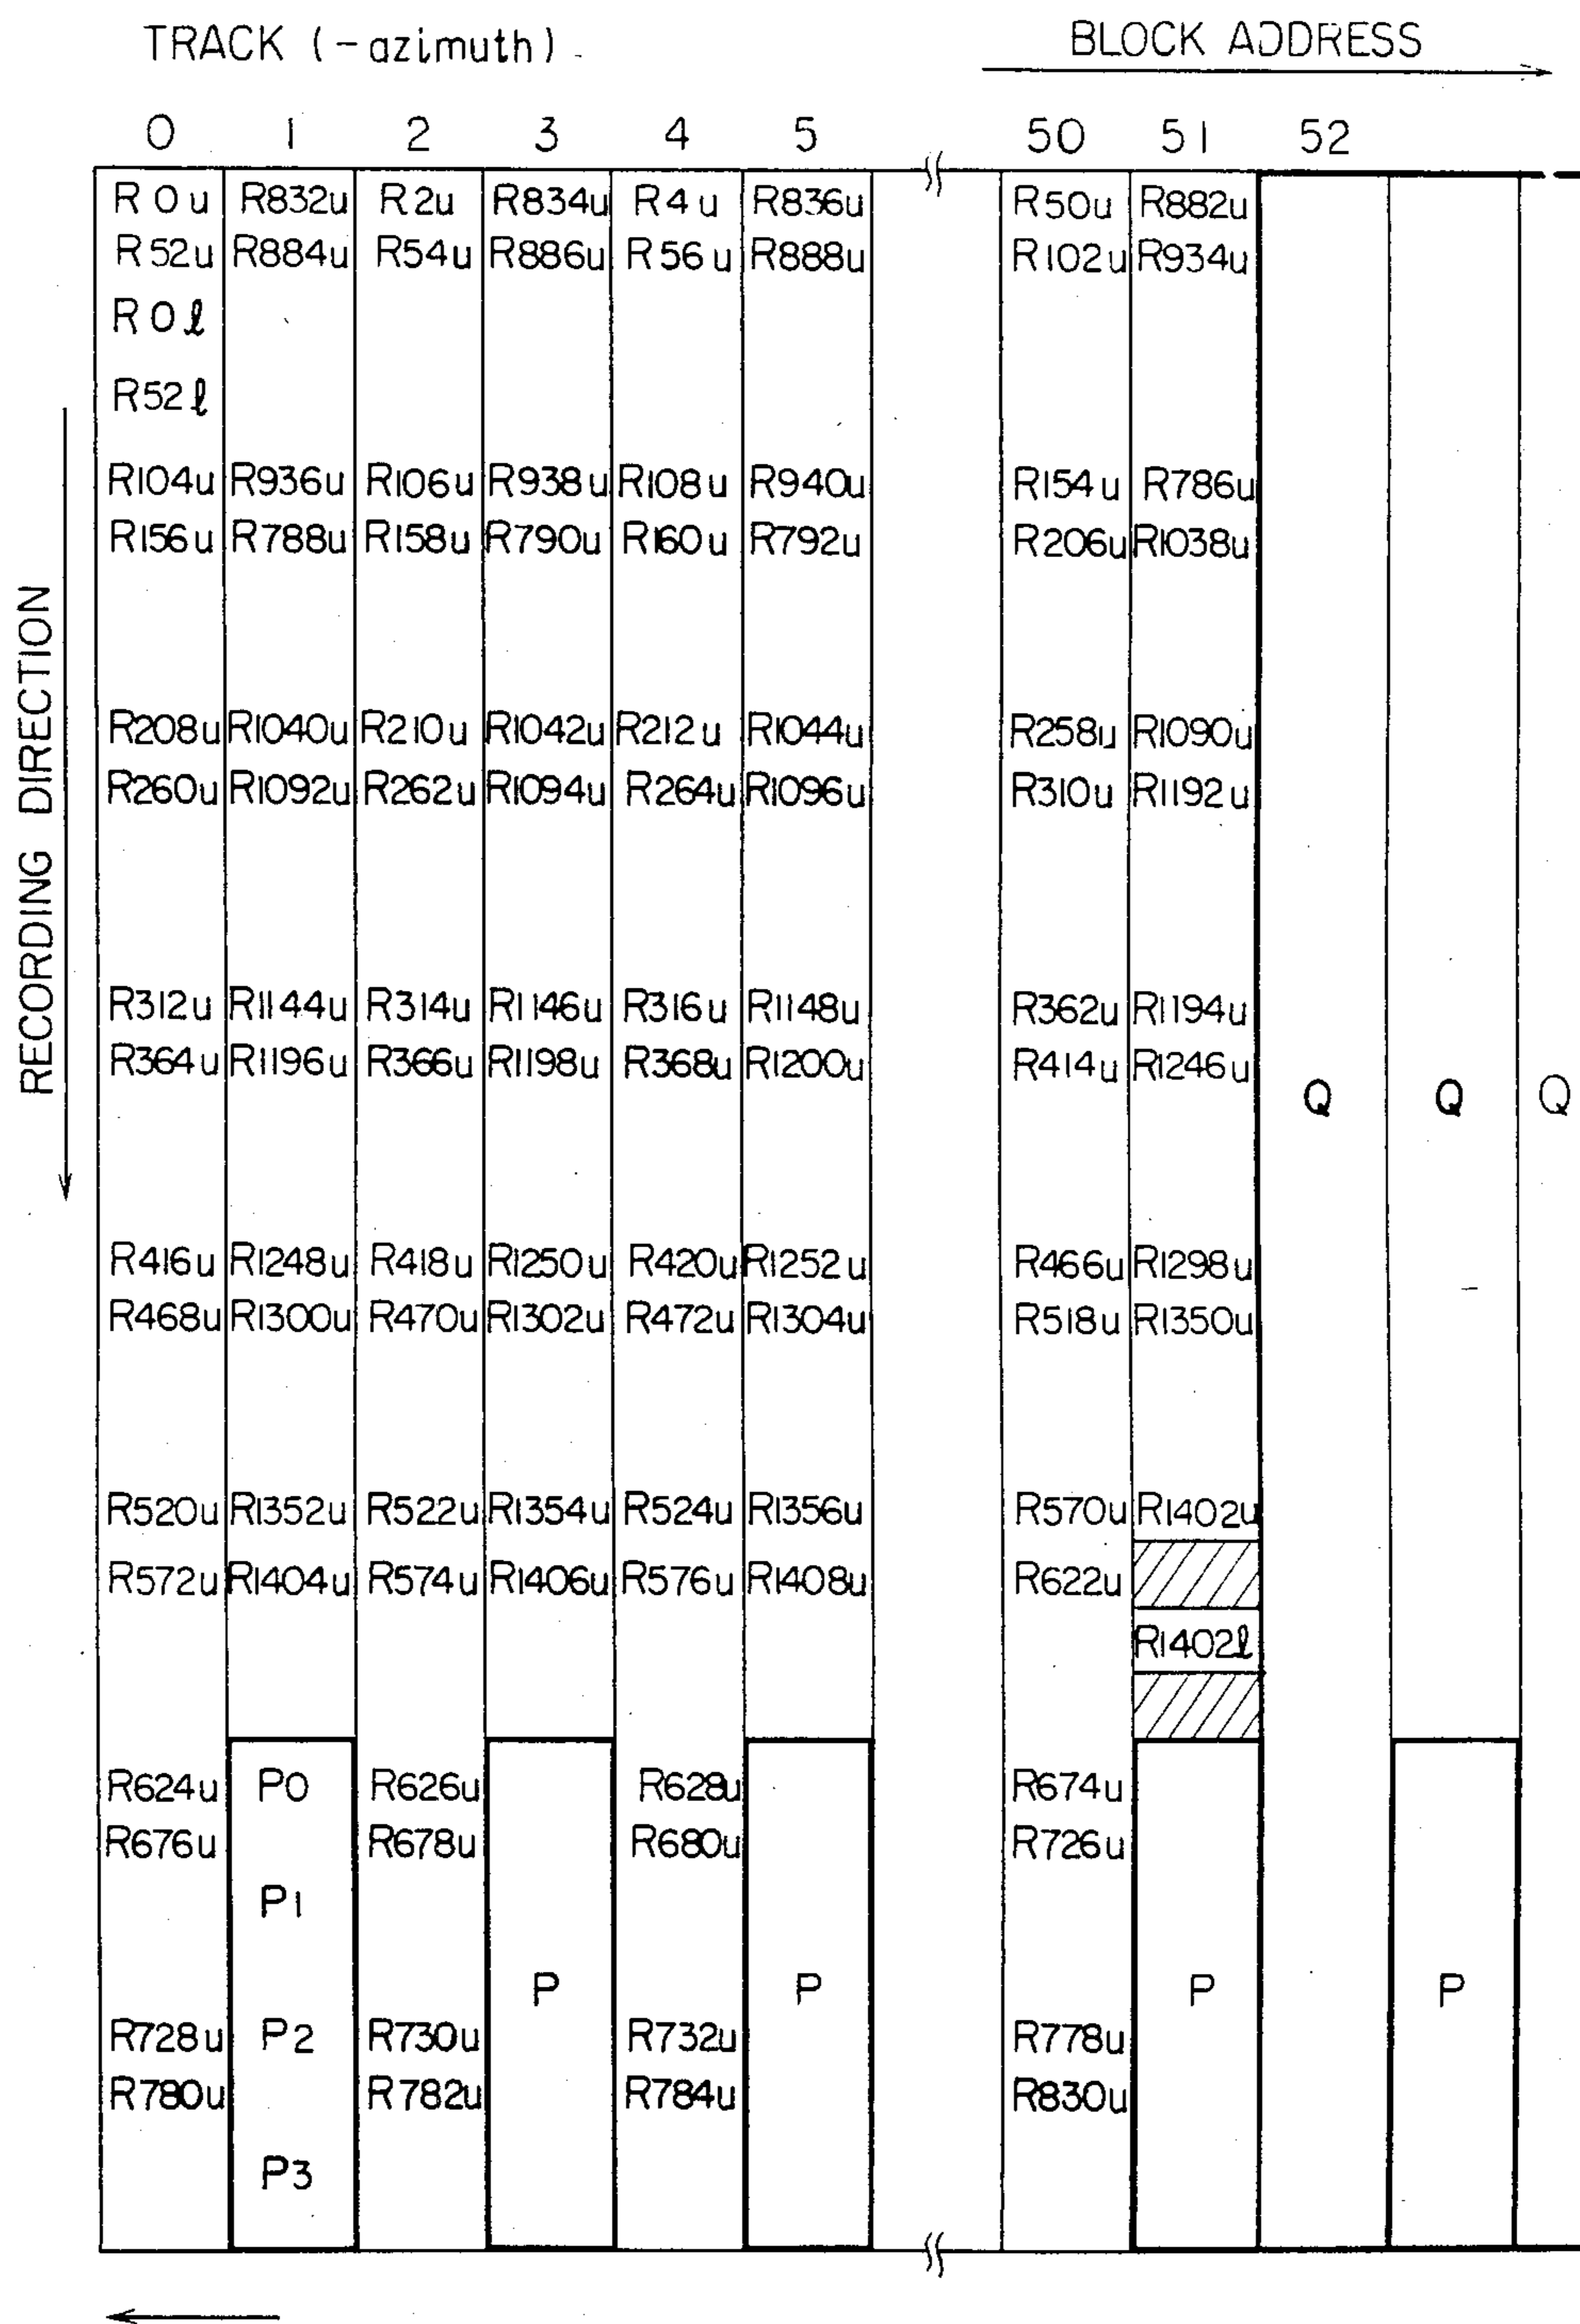 TRACK (-azimuth)
BLOCK ADDRESS
0 1 2 3 4 5 50 51 52
R0u R832u R2u R834u R4u R836u R50u R882u
R52u R884u R54u R886u R56u R888u R102u R934u
R0ℓ
R52ℓ
R104u R936u R106u R938u R108u R940u R154u R786u
R156u R788u R158u R790u R160u R792u R206u R1038u
RECORDING DIRECTION
R208u R1040u R210u R1042u R212u R1044u R258u R1090u
R260u R1092u R262u R1094u R264u R1096u R310u R1192u
R312u R1144u R314u R1146u R316u R1148u R362u R1194u
R364u R1196u R366u R1198u R368u R1200u R414u R1246u
Q Q Q
R416u R1248u R418u R1250u R420u R1252u R466u R1298u
R468u R1300u R470u R1302u R472u R1304u R518u R1350u
R520u R1352u R522u R1354u R524u R1356u R570u R1402u
R572u R1404u R574u R1406u R576u R1408u R622u
R1402ℓ
R624u P0 R626u R628u R674u
R676u R678u R680u R726u
P1
P P P P
R728u P2 R730u R732u R778u
R780u R782u R784u R830u
P3